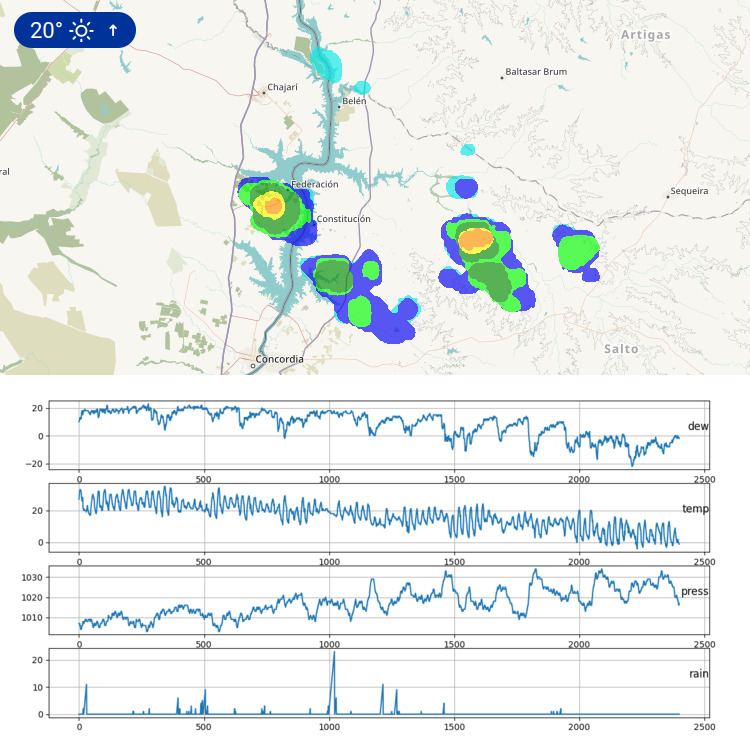 20° ↑
Artigas
Baltasar Brum
Chajarí
Belén
ral
Federación
Sequeira
Constitución
Salto
Concordia
20
0
−20
dew
0 500 1000 1500 2000 2500
20
0
temp
0 500 1000 1500 2000 2500
1030
1020
1010
press
0 500 1000 1500 2000 2500
20
10
0
rain
0 500 1000 1500 2000 2500